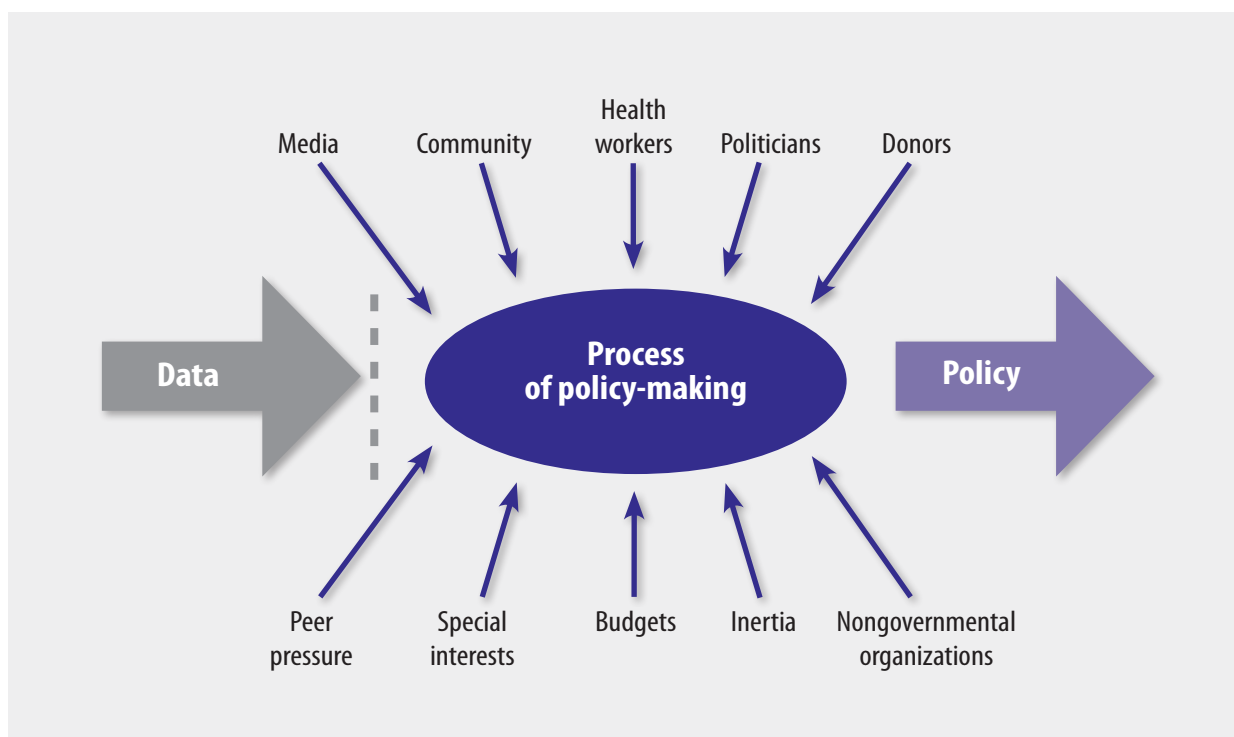 Health
workers
Media
Community
Politicians
Donors
Data
Process
of policy-making
Policy
Peer
pressure
Special
interests
Budgets
Inertia
Nongovernmental
organizations